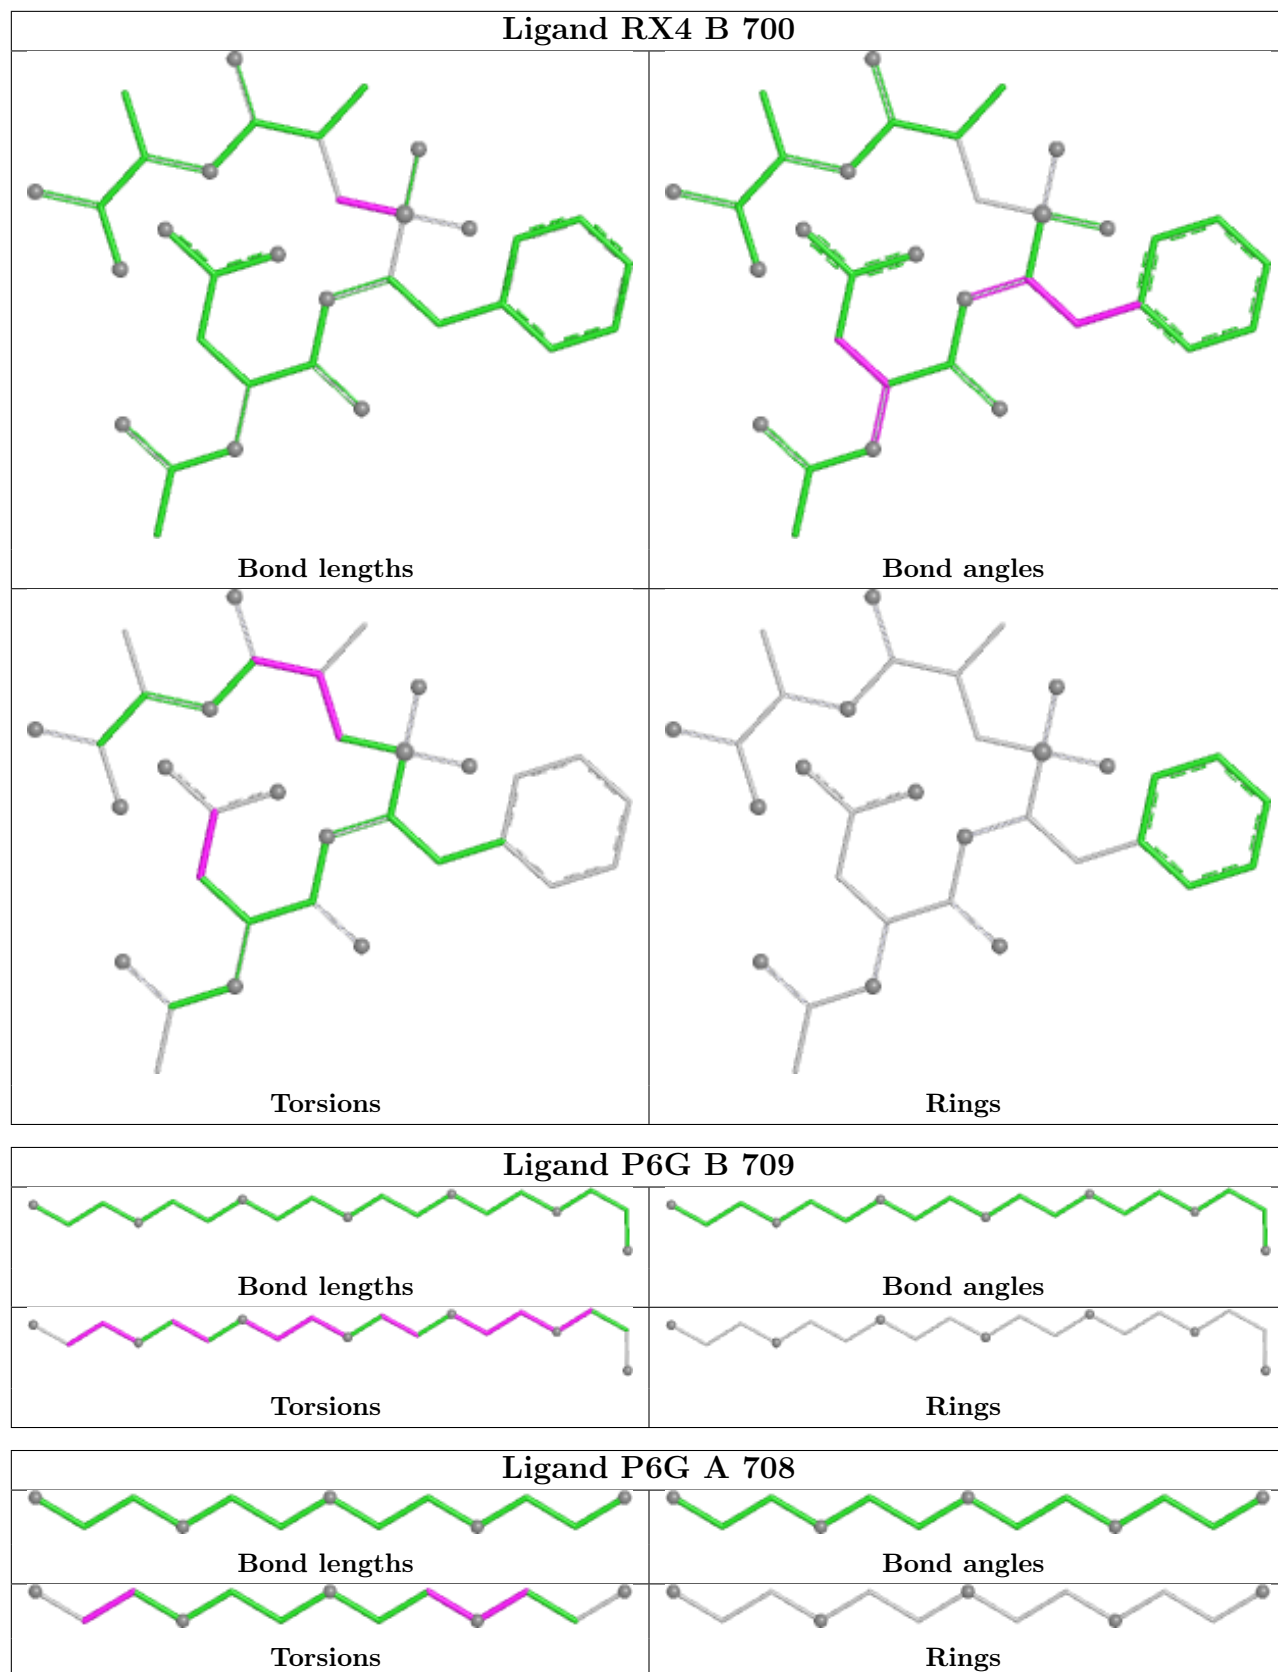 Ligand RX4 B 700
Bond lengths
Bond angles
Torsions
Rings
Ligand P6G B 709
Bond lengths
Bond angles
Torsions
Rings
Ligand P6G A 708
Bond lengths
Bond angles
Torsions
Rings